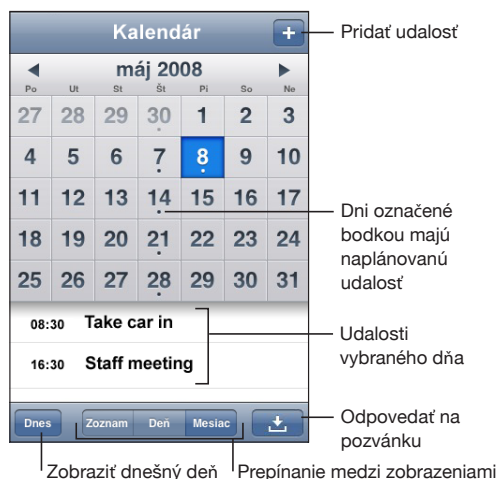 Kalendár
+
Pridať udalosť
máj 2008
Po Ut St Št Pi So Ne
27 28 29 30 1 2 3
4 5 6 7 8 9 10
11 12 13 14 15 16 17
Dni označené
bodkou majú
naplánovanú
udalosť
18 19 20 21 22 23 24
25 26 27 28 29 30 31
08:30 Take car in
16:30 Staff meeting
Udalosti
vybraného dňa
Dnes Zoznam Deň Mesiac
Odpovedať na
pozvánku
Zobraziť dnešný deň
Prepínanie medzi zobrazeniami